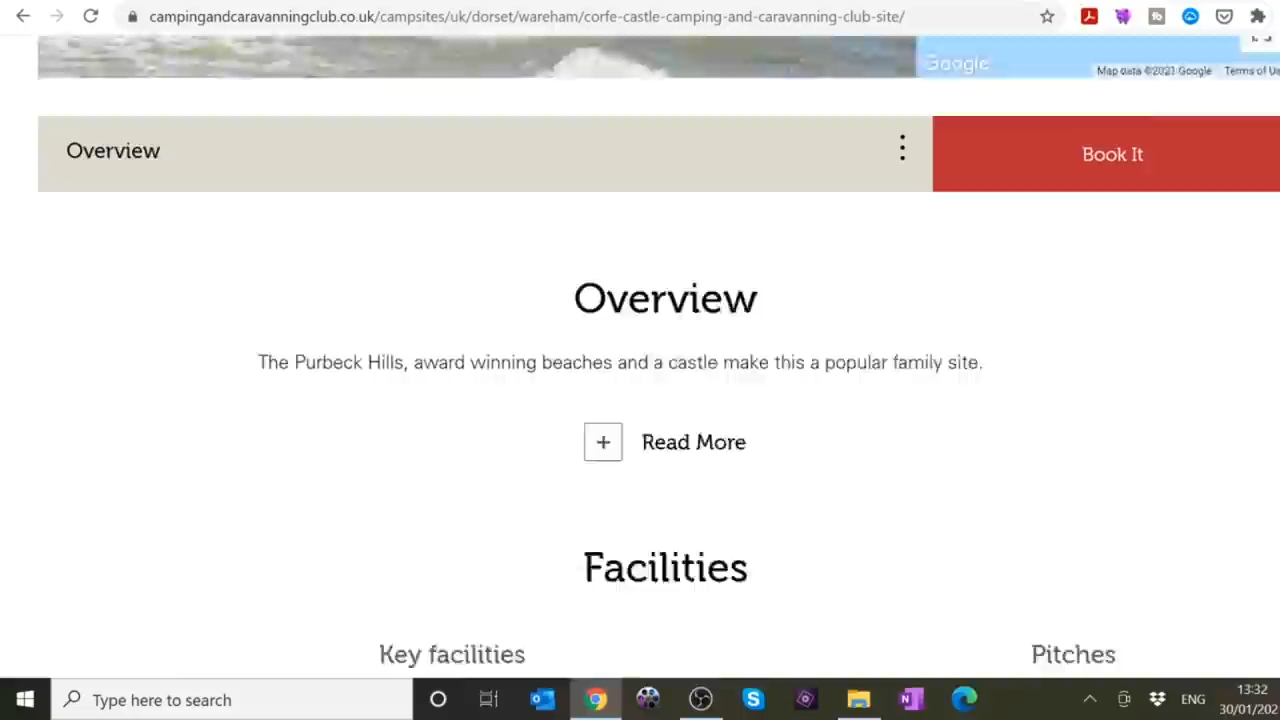 campingandcaravanningclub.co.uk/campsites/uk/dorset/wareham/corfe-castle-camping-and-caravanning-club-site/
Google
Map data ©2021 Google
Terms of Us
Overview
Book It
Overview
The Purbeck Hills, award winning beaches and a castle make this a popular family site.
+ Read More
Facilities
Key facilities
Pitches
Type here to search
ENG
13:32
30/01/202